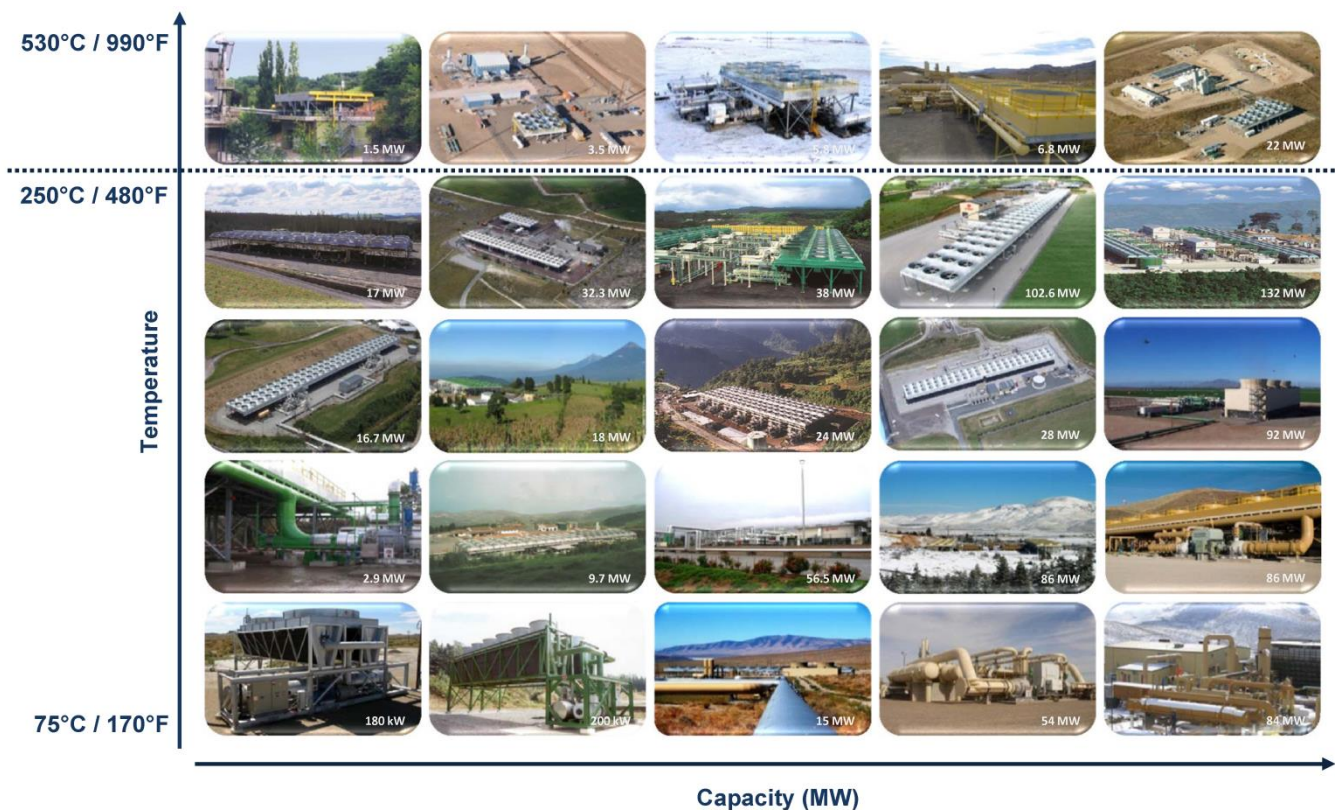 530°C / 990°F
1.5 MW
3.5 MW
5.8 MW
6.8 MW
22 MW
250°C / 480°F
17 MW
32.3 MW
38 MW
102.6 MW
132 MW
Temperature
16.7 MW
18 MW
24 MW
28 MW
92 MW
2.9 MW
9.7 MW
56.5 MW
86 MW
86 MW
75°C / 170°F
180 kW
200 kW
15 MW
54 MW
84 MW
Capacity (MW)